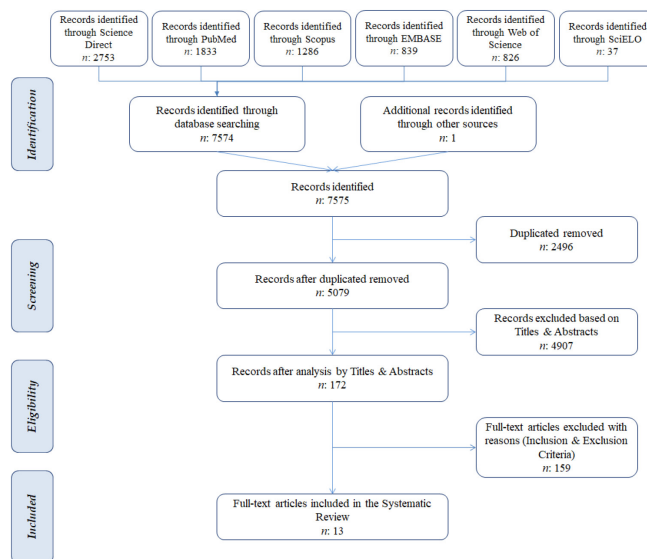 Records identified
through Science
Direct
n: 2753
Records identified
through PubMed
n: 1833
Records identified
through Scopus
n: 1286
Records identified
through EMBASE
n: 839
Records identified
through Web of
Science
n: 826
Records identified
through SciELO
n: 37
Identification
Records identified through
database searching
n: 7574
Additional records identified
through other sources
n: 1
Records identified
n: 7575
Duplicated removed
n: 2496
Screening
Records after duplicated removed
n: 5079
Records excluded based on
Titles & Abstracts
n: 4907
Eligibility
Records after analysis by Titles & Abstracts
n: 172
Full-text articles excluded with
reasons (Inclusion & Exclusion
Criteria)
n: 159
Included
Full-text articles included in the Systematic
Review
n: 13